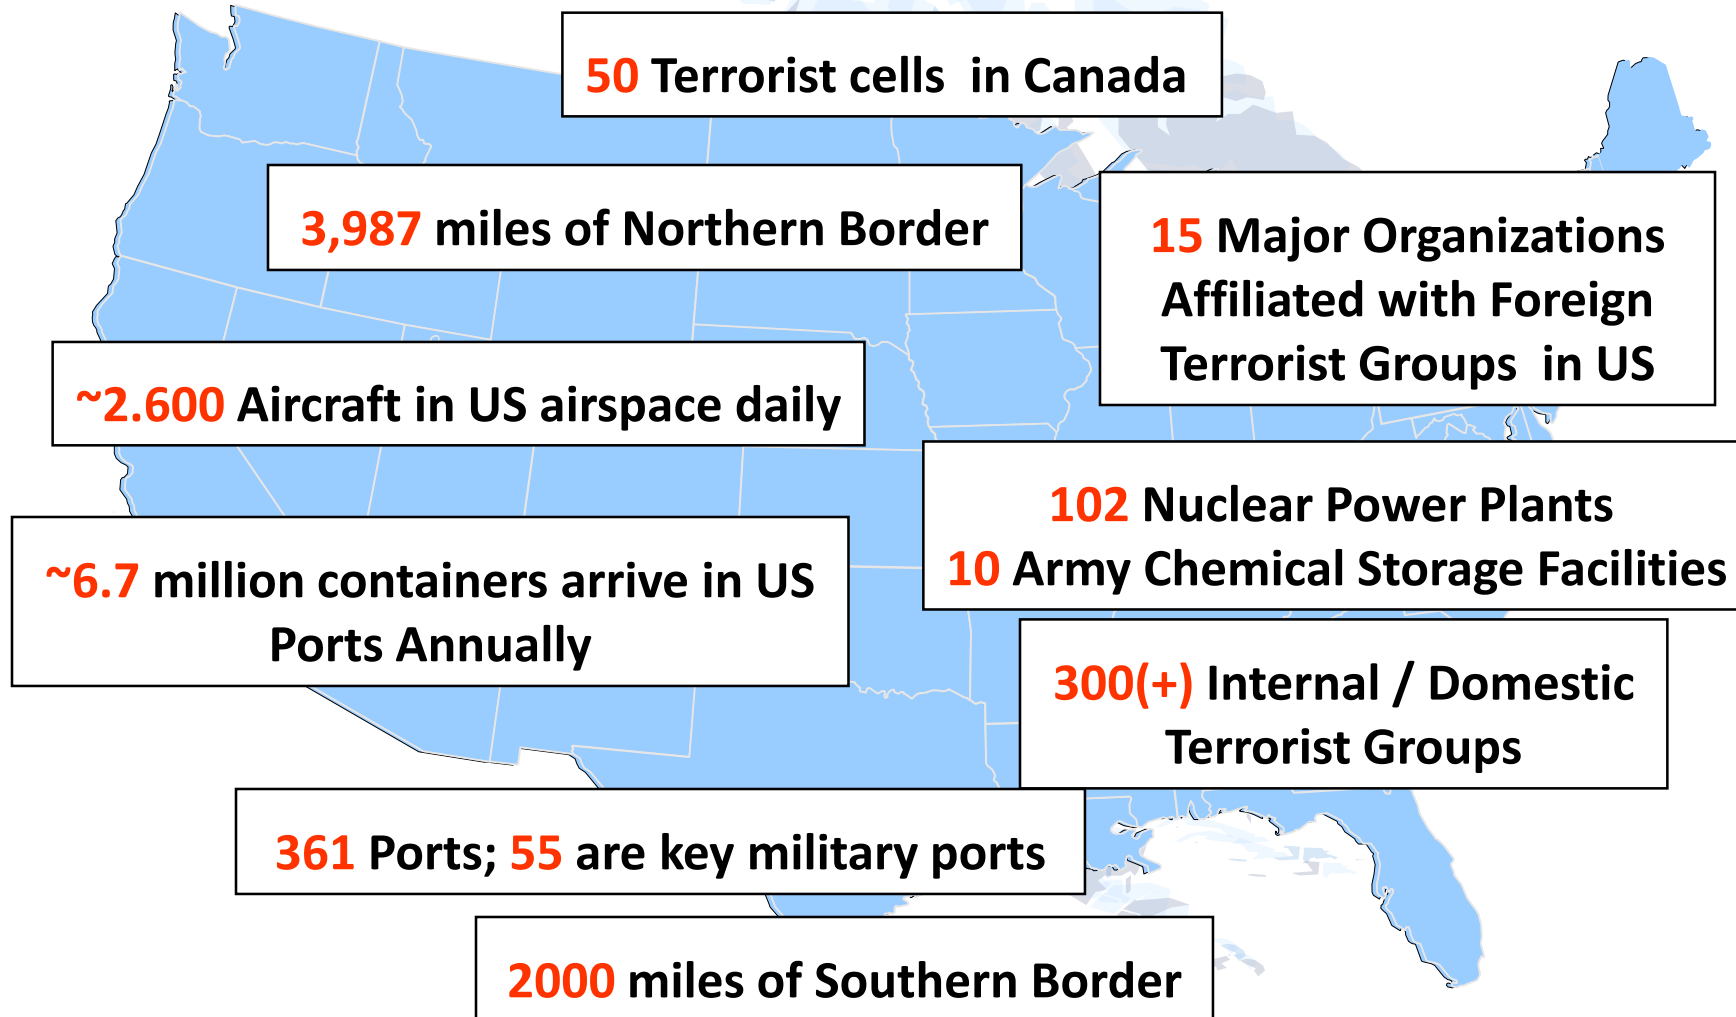 50 Terrorist cells in Canada
3,987 miles of Northern Border
15 Major Organizations
Affiliated with Foreign
Terrorist Groups in US
~2.600 Aircraft in US airspace daily
102 Nuclear Power Plants
10 Army Chemical Storage Facilities
~6.7 million containers arrive in US
Ports Annually
300(+) Internal / Domestic
Terrorist Groups
361 Ports; 55 are key military ports
2000 miles of Southern Border